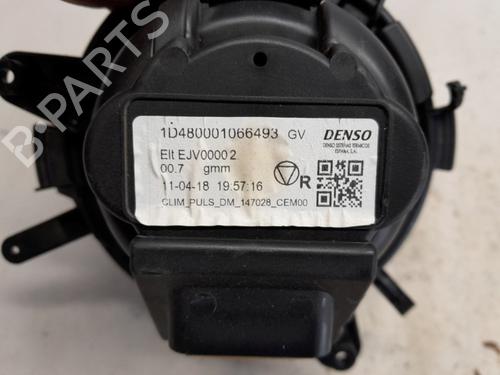 B-PARTS
1D480001066493 GV
DENSO
DENSO SISTEMAS TERMICOS
ESPAÑA, S.A.
Elt EJV00002
00.7 gmm
R
11-04-18 19:57:16
CLIM_PULS_DM_147028_CEM00